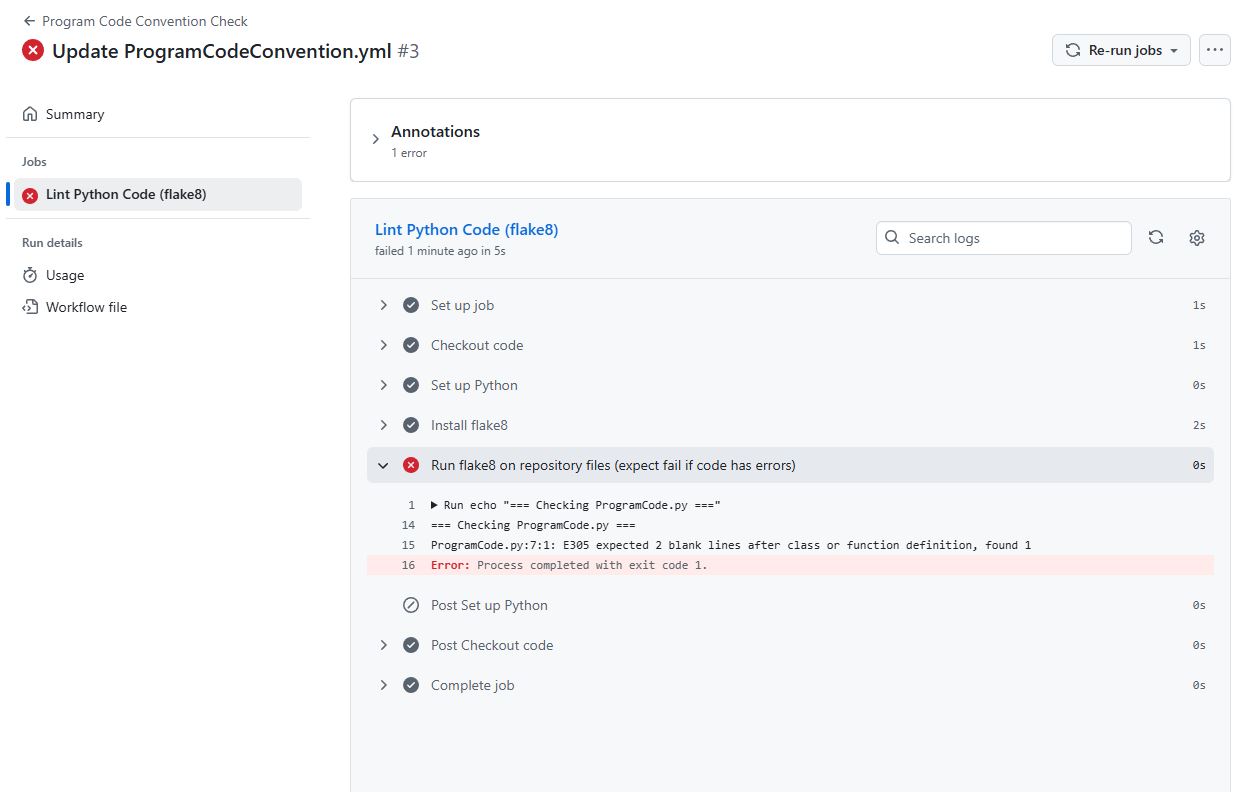 Program Code Convention Check
Update ProgramCodeConvention.yml #3
Re-run jobs
Summary
Jobs
Lint Python Code (flake8)
Run details
Usage
Workflow file
Annotations
1 error
Lint Python Code (flake8)
failed 1 minute ago in 5s
Search logs
Set up job 1s
Checkout code 1s
Set up Python 0s
Install flake8 2s
Run flake8 on repository files (expect fail if code has errors) 0s
1 Run echo "=== Checking ProgramCode.py ==="
14 === Checking ProgramCode.py ===
15 ProgramCode.py:7:1: E305 expected 2 blank lines after class or function definition, found 1
16 Error: Process completed with exit code 1.
Post Set up Python 0s
Post Checkout code 0s
Complete job 0s